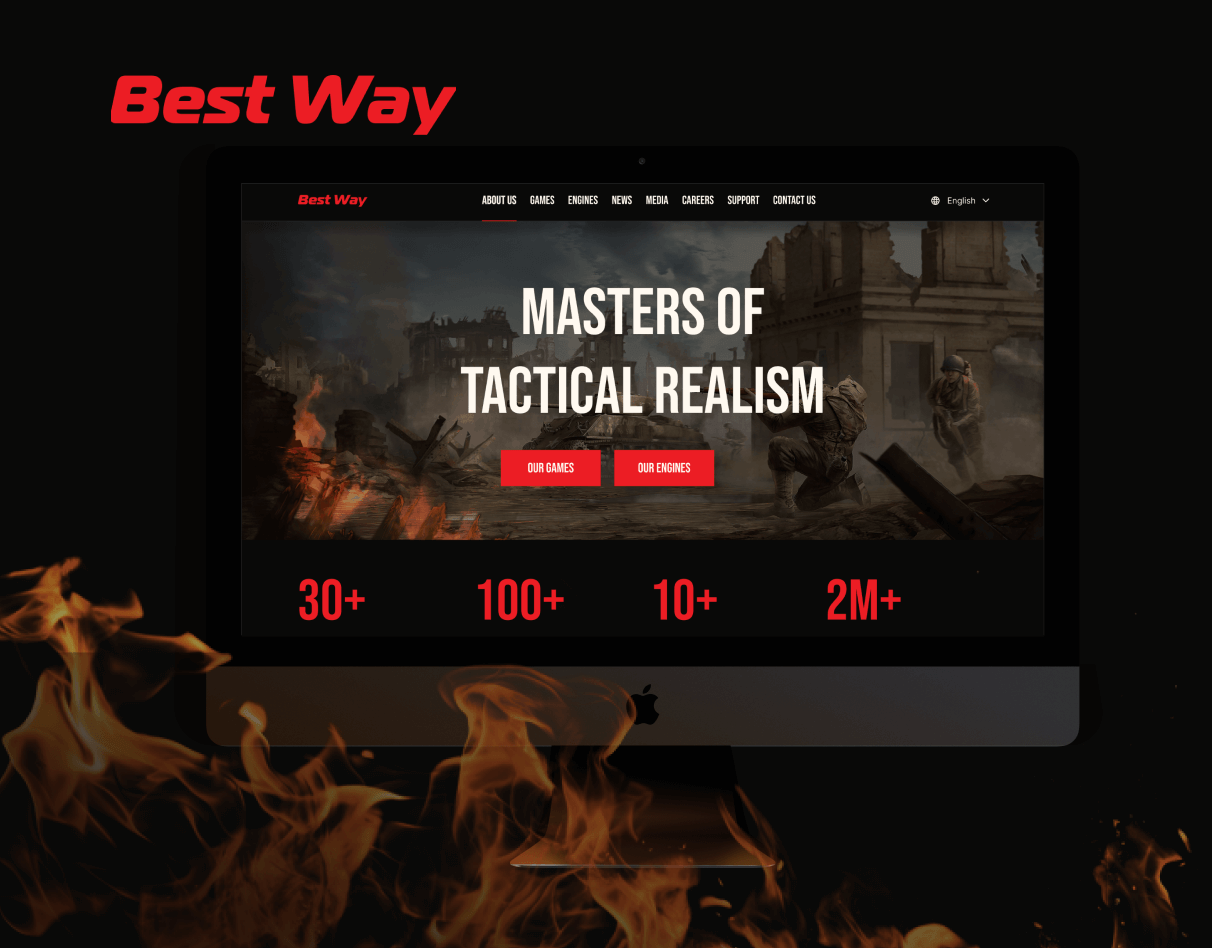 Best Way
Best Way
ABOUT US GAMES ENGINES NEWS MEDIA CAREERS SUPPORT CONTACT US
English
MASTERS OF
TACTICAL REALISM
OUR GAMES OUR ENGINES
30+ 100+ 10+ 2M+